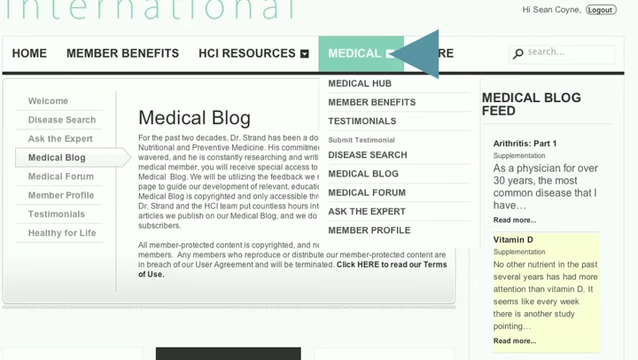 international
Hi Sean Coyne, Logout
HOME MEMBER BENEFITS HCI RESOURCES MEDICAL RE
search...
Welcome
Disease Search
Ask the Expert
Medical Blog
Medical Forum
Member Profile
Testimonials
Healthy for Life
Medical Blog
For the past two decades, Dr. Strand has been a do
Nutritional and Preventive Medicine. His commitme
wavered, and he is constantly researching and writi
medical member, you will receive special access to
Medical Blog. We will be utilizing the feedback we r
page to guide our development of relevant, educatio
Medical Blog is copyrighted and only accessible thro
Dr. Strand and the HCI team put countless hours int
articles we publish on our Medical Blog, and we do
subscribers.
All member-protected content is copyrighted, and no
members. Any members who reproduce or distribute our member-protected content are
in breach of our User Agreement and will be terminated. Click HERE to read our Terms
of Use.
MEDICAL HUB
MEMBER BENEFITS
TESTIMONIALS
Submit Testimonial
DISEASE SEARCH
MEDICAL BLOG
MEDICAL FORUM
ASK THE EXPERT
MEMBER PROFILE
MEDICAL BLOG
FEED
Arthritis: Part 1
Supplementation
As a physician for over
30 years, the most
common disease that I
have…
Read more...
Vitamin D
Supplementation
No other nutrient in the past
several years has had more
attention than vitamin D. It
seems like every week
there is another study
pointing…
Read more...